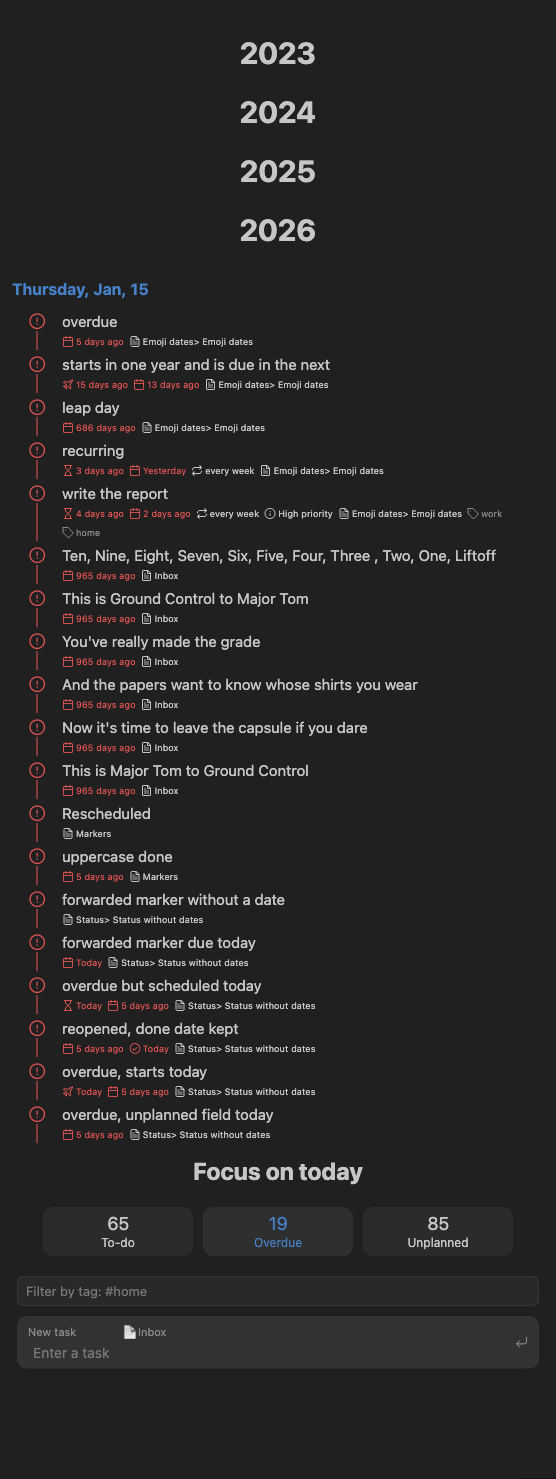 2023
2024
2025
2026
Thursday, Jan, 15
overdue
5 days ago Emoji dates> Emoji dates
starts in one year and is due in the next
15 days ago 13 days ago Emoji dates> Emoji dates
leap day
686 days ago Emoji dates> Emoji dates
recurring
3 days ago Yesterday every week Emoji dates> Emoji dates
write the report
4 days ago 2 days ago every week High priority Emoji dates> Emoji dates work
home
Ten, Nine, Eight, Seven, Six, Five, Four, Three , Two, One, Liftoff
965 days ago Inbox
This is Ground Control to Major Tom
965 days ago Inbox
You've really made the grade
965 days ago Inbox
And the papers want to know whose shirts you wear
965 days ago Inbox
Now it's time to leave the capsule if you dare
965 days ago Inbox
This is Major Tom to Ground Control
965 days ago Inbox
Rescheduled
Markers
uppercase done
5 days ago Markers
forwarded marker without a date
Status> Status without dates
forwarded marker due today
Today Status> Status without dates
overdue but scheduled today
Today 5 days ago Status> Status without dates
reopened, done date kept
5 days ago Today Status> Status without dates
overdue, starts today
Today 5 days ago Status> Status without dates
overdue, unplanned field today
5 days ago Status> Status without dates
Focus on today
65 19 85
To-do Overdue Unplanned
Filter by tag: #home
New task Inbox
Enter a task